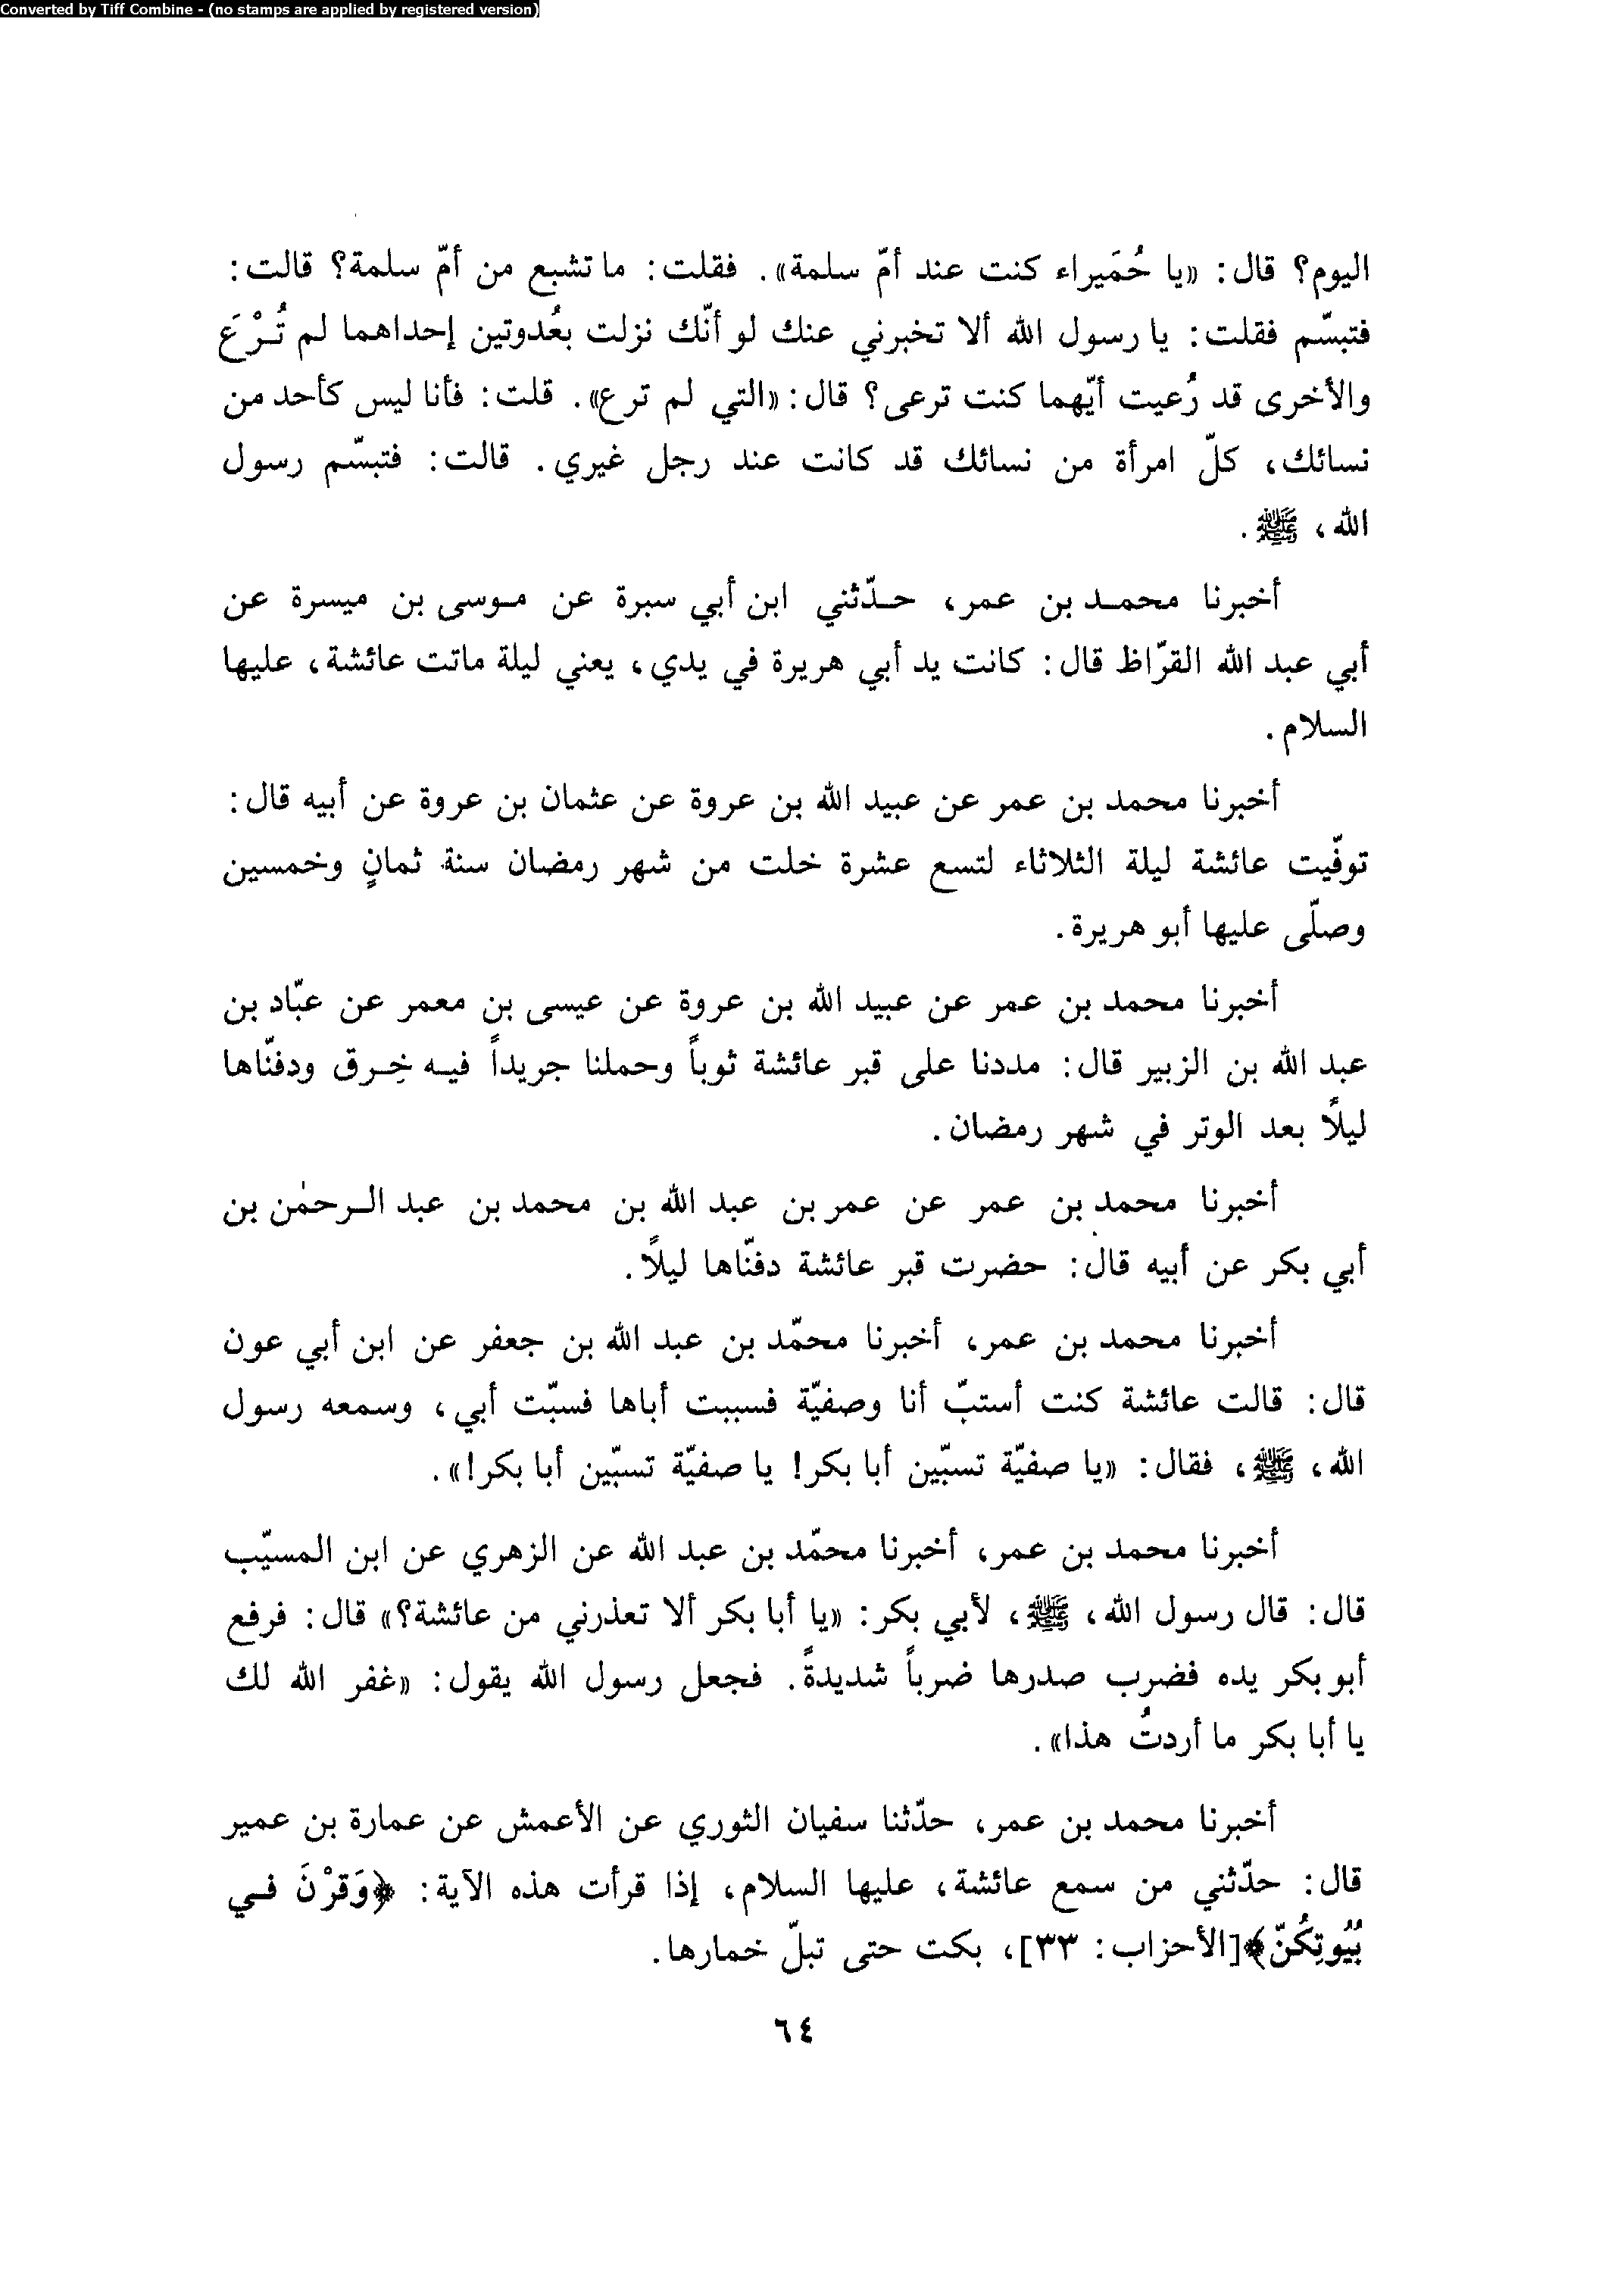 Converted by Tiff Combine - (no stamps are applied by registered version)
اليوم؟ قال: «يا حُمَيراء كنت عند أمّ سلمة». فقلت: ما تشبع من أمّ سلمة؟ قالت:
فتبسّم فقلت: يا رسول الله ألا تخبرني عنك لو أنّك نزلت بعُدوتين إحداهما لم تُرْعَ
والأخرى قد رُعيت أيّهما كنت ترعى؟ قال: «التي لم ترع». قلت: فأنا ليس كأحد من
نسائك، كلّ امرأة من نسائك قد كانت عند رجل غيري. قالت: فتبسّم رسول
الله، ﷺ.
أخبرنا محمد بن عمر، حدّثني ابن أبي سبرة عن موسى بن ميسرة عن
أبي عبد الله القرّاظ قال: كانت يد أبي هريرة في يدي، يعني ليلة ماتت عائشة، عليها
السلام.
أخبرنا محمد بن عمر عن عبيد الله بن عروة عن عثمان بن عروة عن أبيه قال:
توفّيت عائشة ليلة الثلاثاء لتسع عشرة خلت من شهر رمضان سنة ثمانٍ وخمسين
وصلّى عليها أبو هريرة.
أخبرنا محمد بن عمر عن عبيد الله بن عروة عن عيسى بن معمر عن عبّاد بن
عبد الله بن الزبير قال: مددنا على قبر عائشة ثوباً وحملنا جريداً فيه خِرق ودفنّاها
ليلًا بعد الوتر في شهر رمضان.
أخبرنا محمد بن عمر عن عمر بن عبد الله بن محمد بن عبد الرحمٰن بن
أبي بكر عن أبيه قال: حضرت قبر عائشة دفنّاها ليلًا.
أخبرنا محمد بن عمر، أخبرنا محمّد بن عبد الله بن جعفر عن ابن أبي عون
قال: قالت عائشة كنت أستبّ أنا وصفيّة فسببت أباها فسبّت أبي، وسمعه رسول
الله، ﷺ، فقال: «يا صفيّة تسبّين أبا بكر! يا صفيّة تسبّين أبا بكر!».
أخبرنا محمد بن عمر، أخبرنا محمّد بن عبد الله عن الزهري عن ابن المسيّب
قال: قال رسول الله، ﷺ، لأبي بكر: «يا أبا بكر ألا تعذرني من عائشة؟» قال: فرفع
أبو بكر يده فضرب صدرها ضرباً شديدةً. فجعل رسول الله يقول: «غفر الله لك
يا أبا بكر ما أردتُ هذا».
أخبرنا محمد بن عمر، حدّثنا سفيان الثوري عن الأعمش عن عمارة بن عمير
قال: حدّثني من سمع عائشة، عليها السلام، إذا قرأت هذه الآية: ﴿وَقرْنَ في
بُيُوتِكُنّ﴾[الأحزاب: ٣٣]، بكت حتى تبلّ خمارها.
٦٤